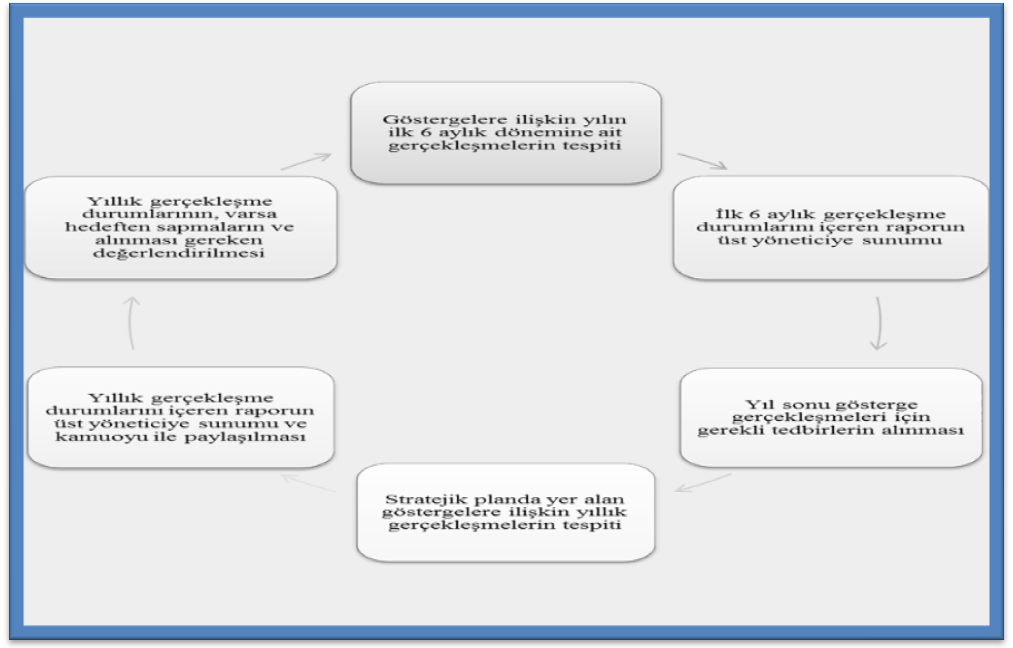 Göstergelere ilişkin yılın
ilk 6 aylık dönemine ait
gerçekleşmelerin tespiti
İlk 6 aylık gerçekleşme
durumlarını içeren raporun
üst yöneticiye sunumu
Yıl sonu gösterge
gerçekleşmeleri için
gerekli tedbirlerin alınması
Stratejik planda yer alan
göstergelere ilişkin yıllık
gerçekleşmelerin tespiti
Yıllık gerçekleşme
durumlarını içeren raporun
üst yöneticiye sunumu ve
kamuoyu ile paylaşılması
Yıllık gerçekleşme
durumlarının, varsa
hedeften sapmaların ve
alınması gereken
değerlendirilmesi